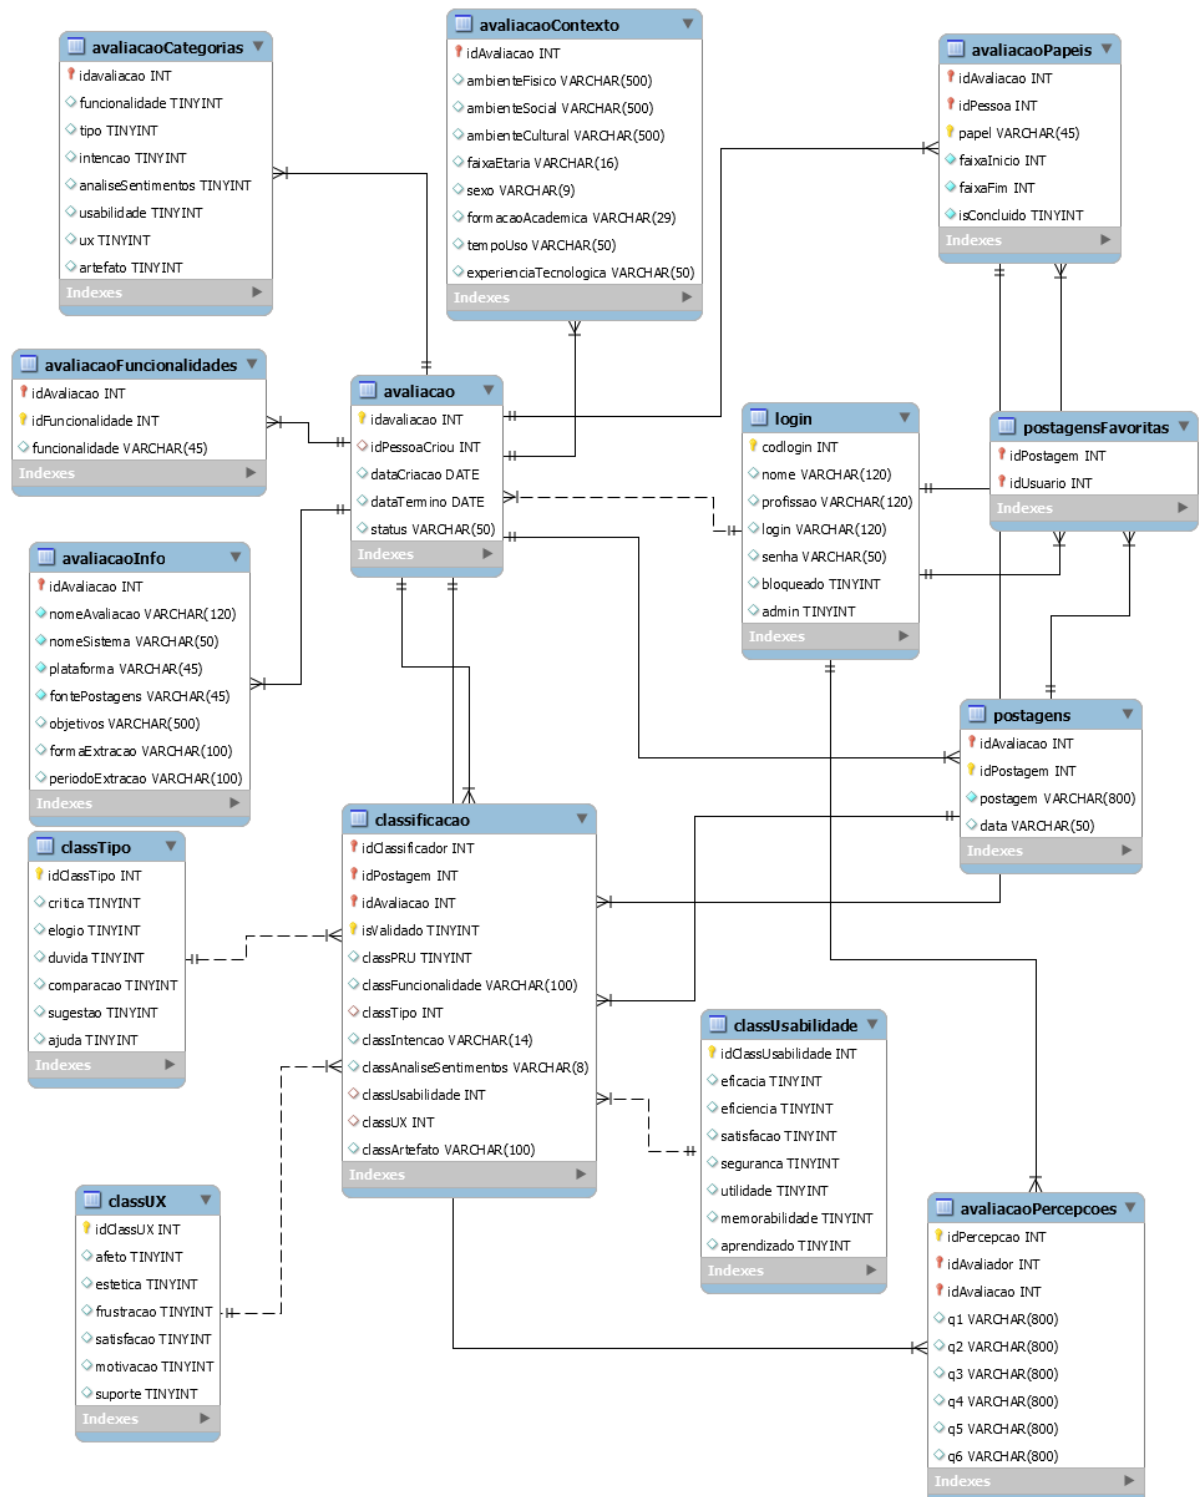 avaliacaoCategorias
idavaliacao INT
funcionalidade TINYINT
tipo TINYINT
intencao TINYINT
analiseSentimentos TINYINT
usabilidade TINYINT
ux TINYINT
artefato TINYINT
Indexes
avaliacaoContexto
idAvaliacao INT
ambienteFisico VARCHAR(500)
ambienteSocial VARCHAR(500)
ambienteCultural VARCHAR(500)
faixaEtaria VARCHAR(16)
sexo VARCHAR(9)
formacaoAcademica VARCHAR(29)
tempoUso VARCHAR(50)
experienciaTecnologica VARCHAR(50)
Indexes
avaliacaoPapeis
idAvaliacao INT
idPessoa INT
papel VARCHAR(45)
faixaInicio INT
faixaFim INT
isConcluido TINYINT
Indexes
avaliacaoFuncionalidades
idAvaliacao INT
idFuncionalidade INT
funcionalidade VARCHAR(45)
Indexes
avaliacao
idavaliacao INT
idPessoaCriou INT
dataCriacao DATE
dataTermino DATE
status VARCHAR(50)
Indexes
login
codlogin INT
nome VARCHAR(120)
profissao VARCHAR(120)
login VARCHAR(120)
senha VARCHAR(50)
bloqueado TINYINT
admin TINYINT
Indexes
postagensFavoritas
idPostagem INT
idUsuario INT
Indexes
avaliacaoInfo
idAvaliacao INT
nomeAvaliacao VARCHAR(120)
nomeSistema VARCHAR(50)
plataforma VARCHAR(45)
fontePostagens VARCHAR(45)
objetivos VARCHAR(500)
formaExtracao VARCHAR(100)
periodoExtracao VARCHAR(100)
Indexes
postagens
idAvaliacao INT
idPostagem INT
postagem VARCHAR(800)
data VARCHAR(50)
Indexes
classificacao
idClassificador INT
idPostagem INT
idAvaliacao INT
isValidado TINYINT
classPRU TINYINT
classFuncionalidade VARCHAR(100)
classTipo INT
classIntencao VARCHAR(14)
classAnaliseSentimentos VARCHAR(8)
classUsabilidade INT
classUX INT
classArtefato VARCHAR(100)
Indexes
classTipo
idClassTipo INT
critica TINYINT
elogio TINYINT
duvida TINYINT
comparacao TINYINT
sugestao TINYINT
ajuda TINYINT
Indexes
classUsabilidade
idClassUsabilidade INT
eficacia TINYINT
eficiencia TINYINT
satisfacao TINYINT
seguranca TINYINT
utilidade TINYINT
memorabilidade TINYINT
aprendizado TINYINT
Indexes
classUX
idClassUX INT
afeto TINYINT
estetica TINYINT
frustracao TINYINT
satisfacao TINYINT
motivacao TINYINT
suporte TINYINT
Indexes
avaliacaoPercepcoes
idPercepcao INT
idAvaliador INT
idAvaliacao INT
q1 VARCHAR(800)
q2 VARCHAR(800)
q3 VARCHAR(800)
q4 VARCHAR(800)
q5 VARCHAR(800)
q6 VARCHAR(800)
Indexes